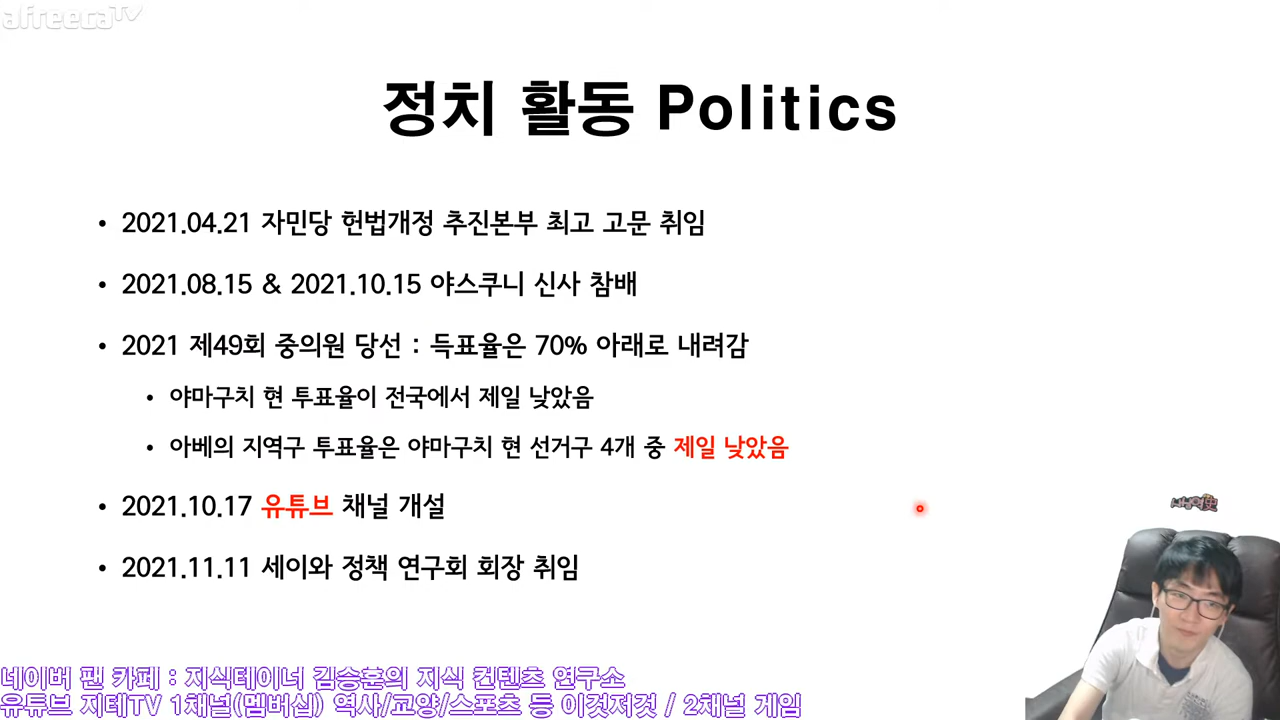 afreecaTV
정치 활동 Politics
• 2021.04.21 자민당 헌법개정 추진본부 최고 고문 취임
• 2021.08.15 & 2021.10.15 야스쿠니 신사 참배
• 2021 제49회 중의원 당선 : 득표율은 70% 아래로 내려감
• 야마구치 현 투표율이 전국에서 제일 낮았음
• 아베의 지역구 투표율은 야마구치 현 선거구 4개 중 제일 낮았음
• 2021.10.17 유튜브 채널 개설
• 2021.11.11 세이와 정책 연구회 회장 취임
네이버 팬 카페 : 지식테이너 김승훈의 지식 컨텐츠 연구소
유튜브 지테TV 1채널(멤버십) 역사/교양/스포츠 등 이것저것 / 2채널 게임